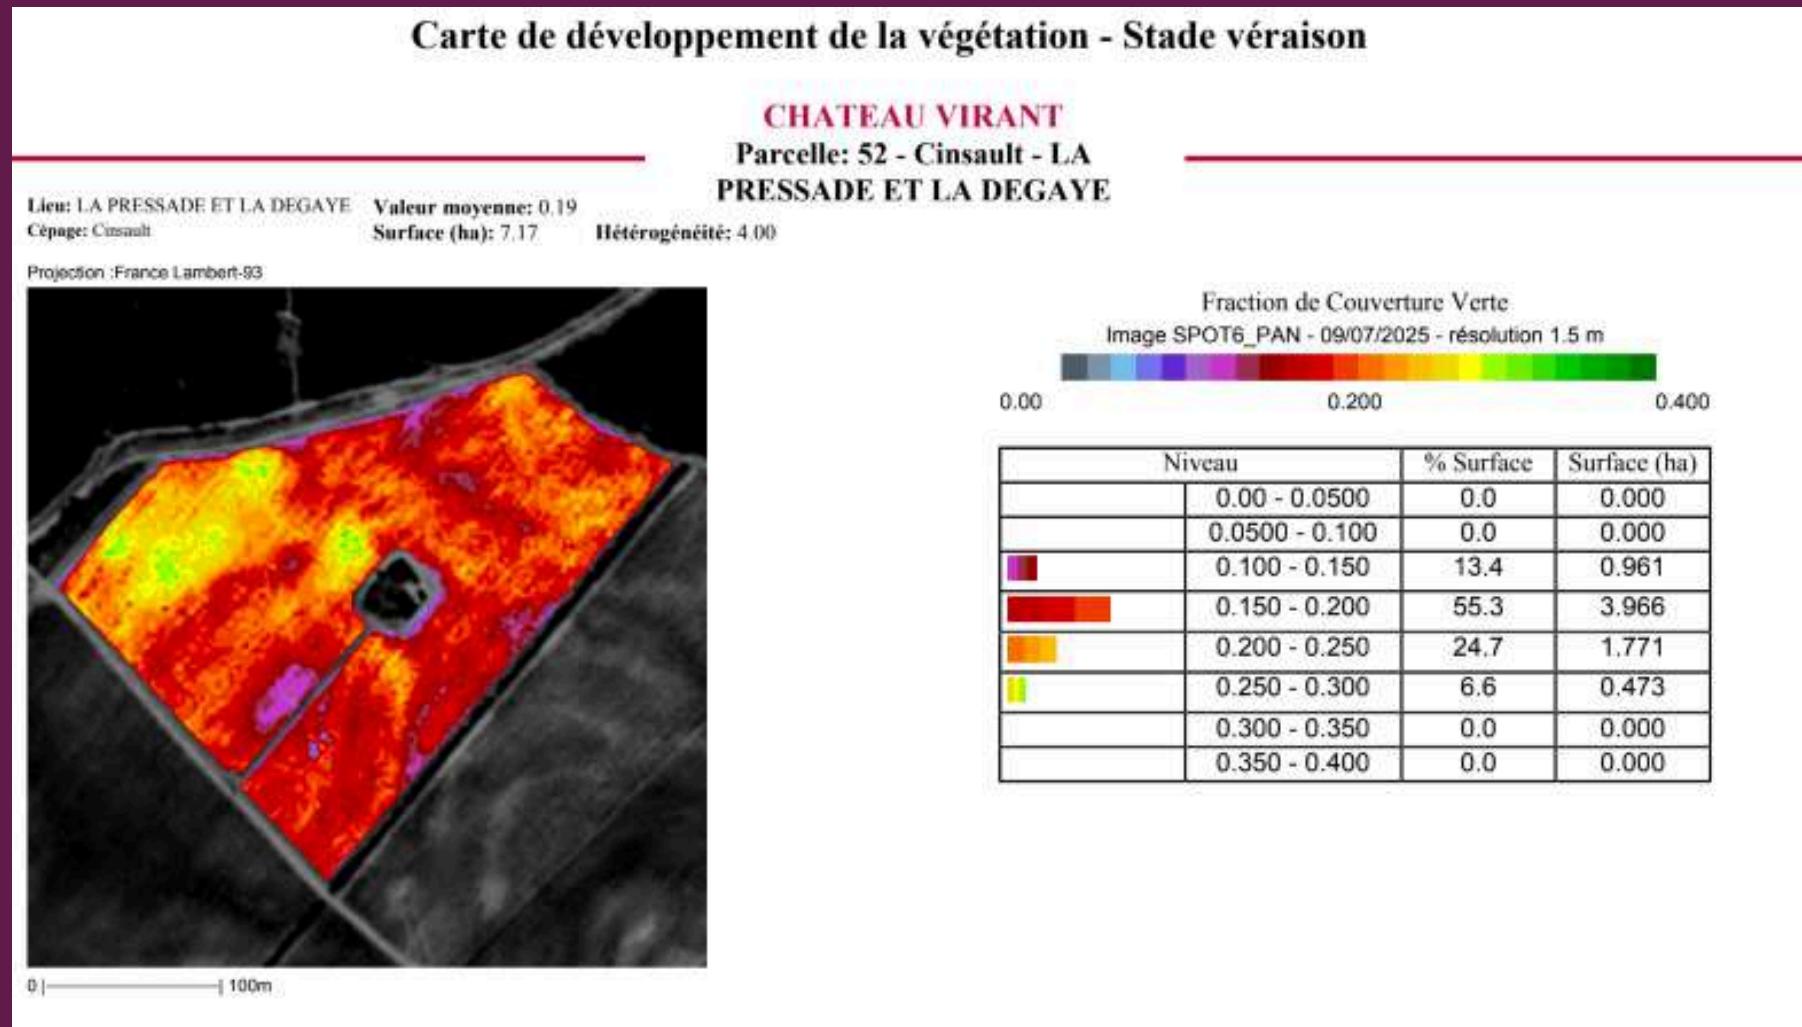 Carte de développement de la végétation - Stade véraison
CHATEAU VIRANT
Parcelle: 52 - Cinsault - LA
PRESSADE ET LA DEGAYE
Lieu: LA PRESSADE ET LA DEGAYE Valeur moyenne: 0.19
Cépage: Cinsault Surface (ha): 7.17 Hétérogénéité: 4.00
Projection :France Lambert-93
0 100m
Fraction de Couverture Verte
Image SPOT6_PAN - 09/07/2025 - résolution 1.5 m
0.00 0.200 0.400
Niveau % Surface Surface (ha)
0.00 - 0.0500 0.0 0.000
0.0500 - 0.100 0.0 0.000
0.100 - 0.150 13.4 0.961
0.150 - 0.200 55.3 3.966
0.200 - 0.250 24.7 1.771
0.250 - 0.300 6.6 0.473
0.300 - 0.350 0.0 0.000
0.350 - 0.400 0.0 0.000